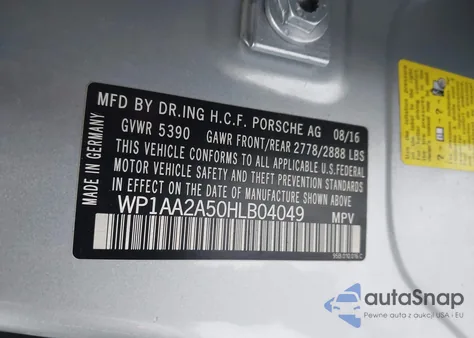 MFD BY DR.ING H.C.F. PORSCHE AG 08/16
GVWR 5390 GAWR FRONT/REAR 2778/2888 LBS
THIS VEHICLE CONFORMS TO ALL APPLICABLE U.S.FEDERAL
MOTOR VEHICLE SAFETY, BUMPER, AND THEFT PREVENTION STANDARDS
IN EFFECT ON THE DATE OF MANUFACTURE SHOWN ABOVE
WP1AA2A50HLB04049 MPV
MADE IN GERMANY
autoSnap
Pewne auta z aukcji USA i EU